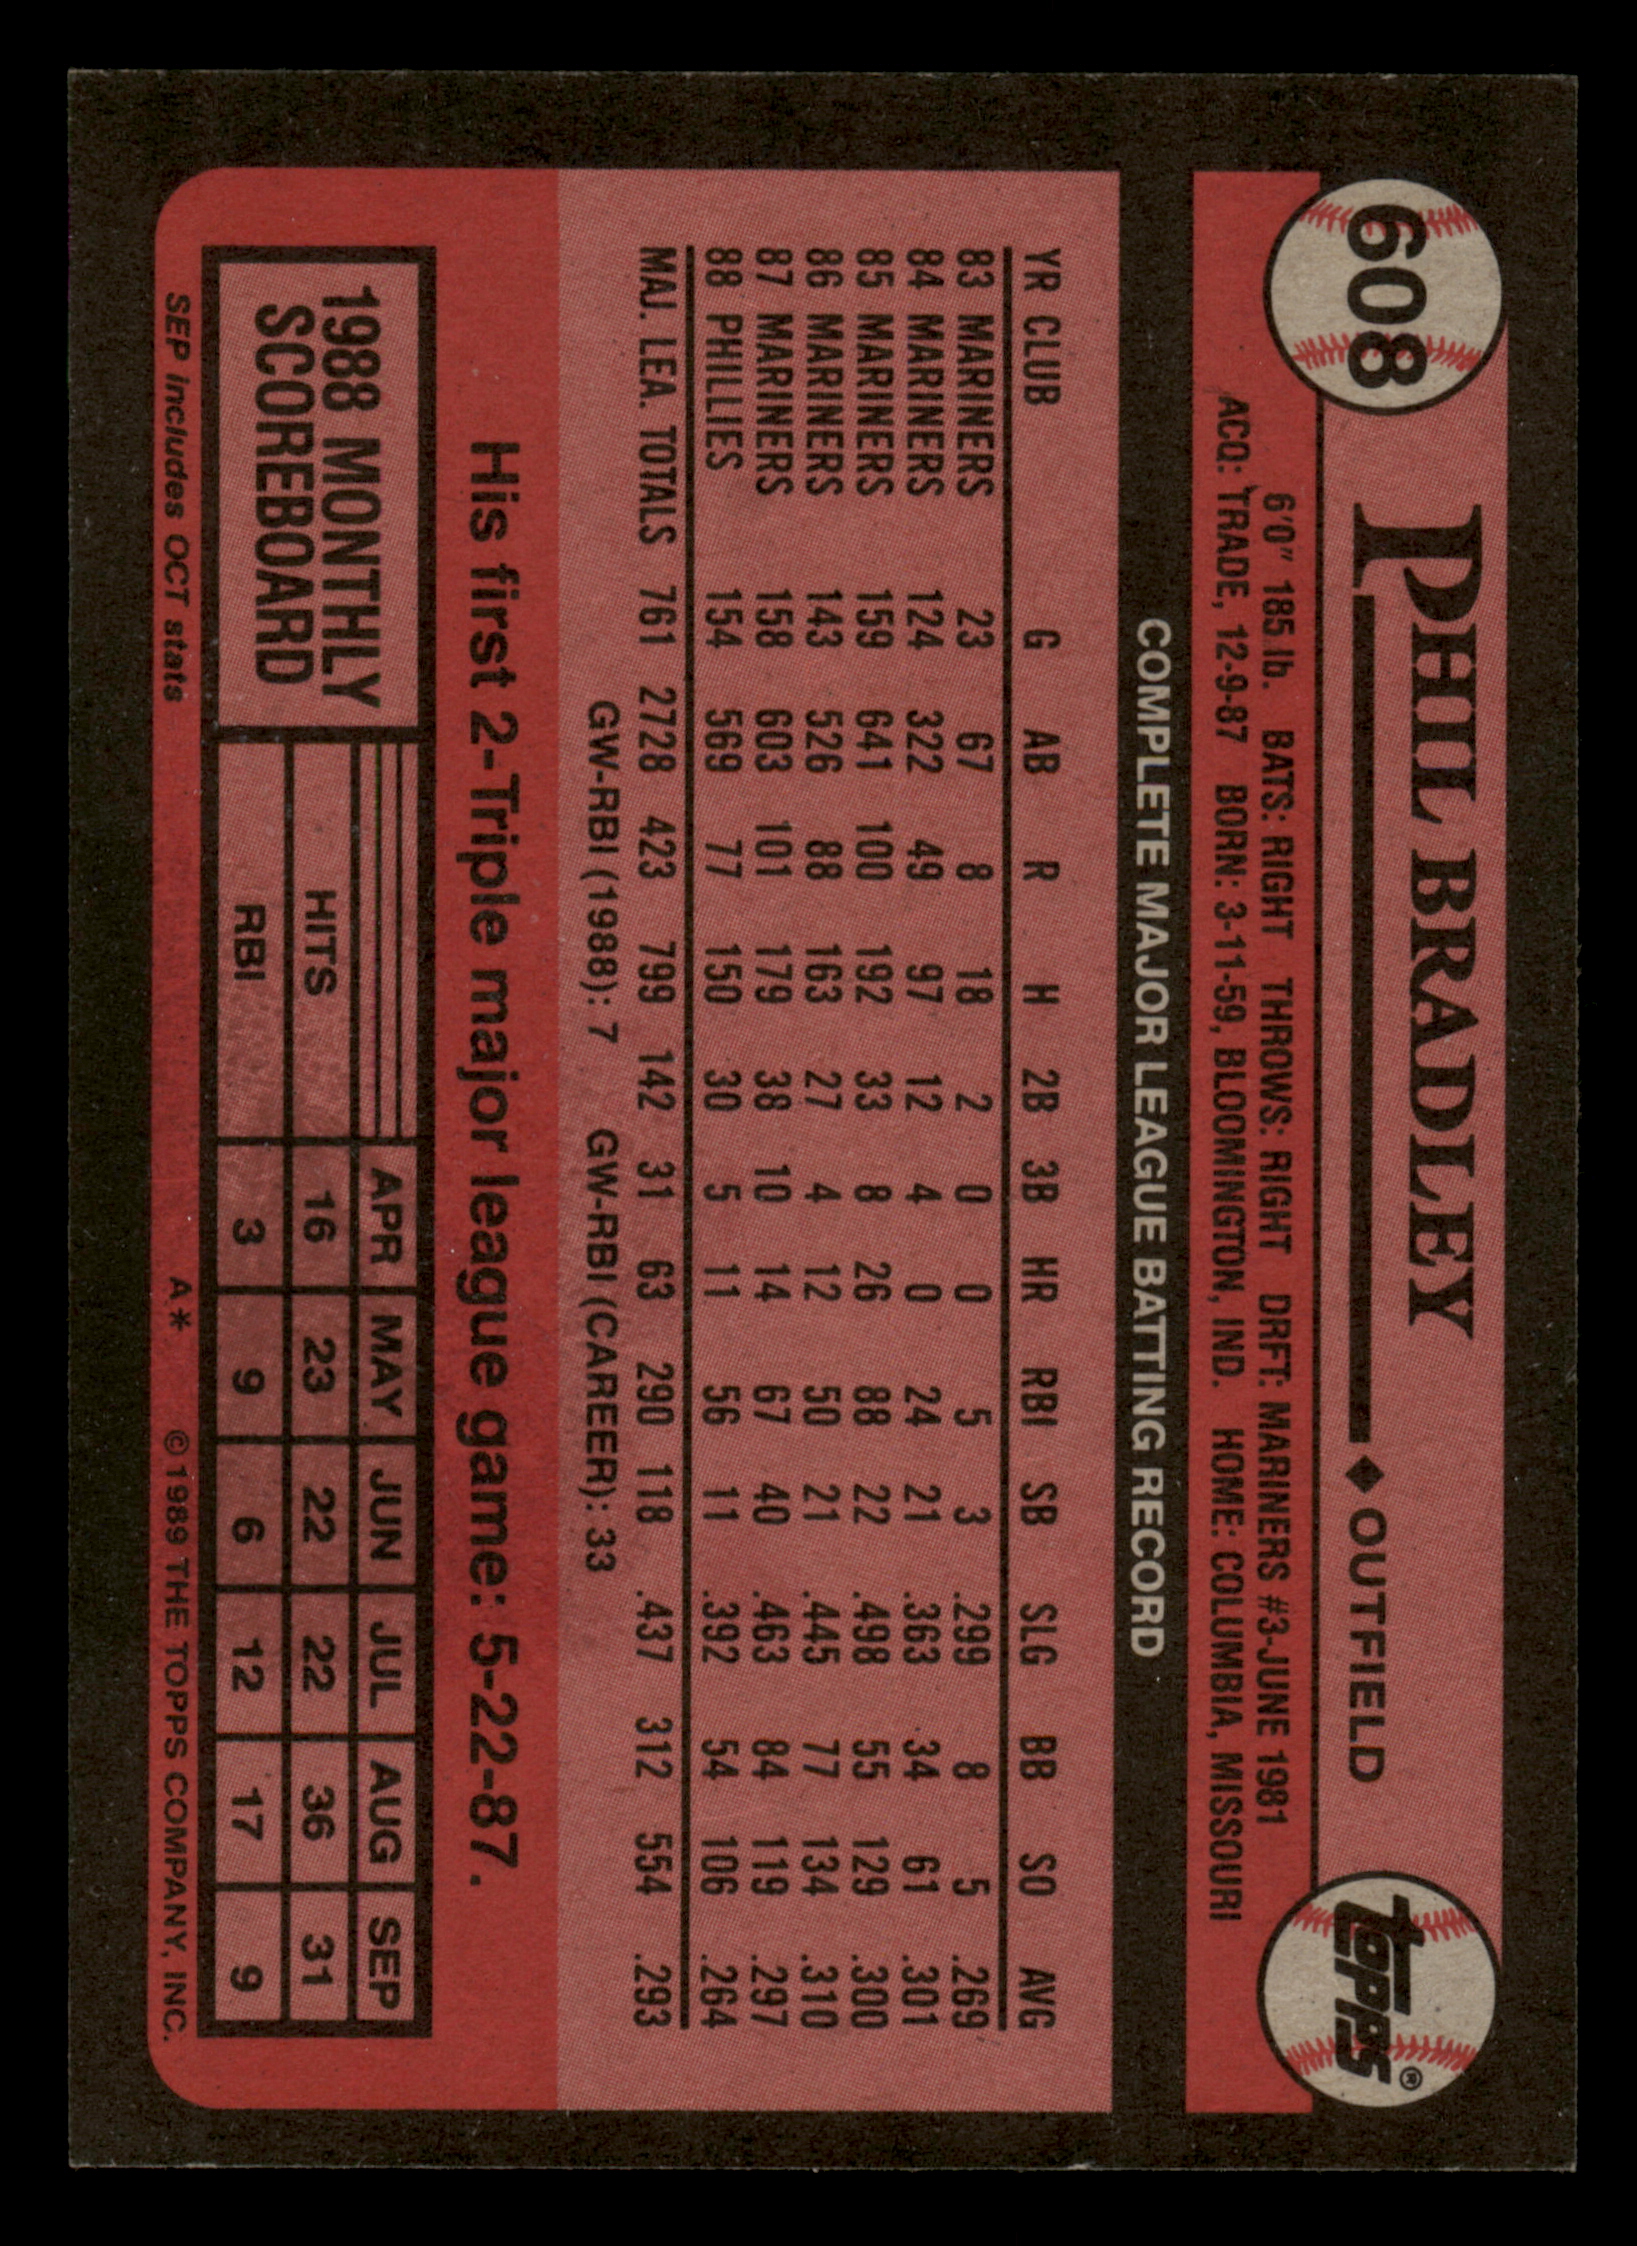 608
PHIL BRADLEY
◆ OUTFIELD
topps®
6'0" 185 lb. BATS: RIGHT THROWS: RIGHT DRFT: MARINERS #3-JUNE 1981
ACQ: TRADE, 12-9-87 BORN: 3-11-59, BLOOMINGTON, IND. HOME: COLUMBIA, MISSOURI
COMPLETE MAJOR LEAGUE BATTING RECORD
YR CLUB G AB R H 2B 3B HR RBI SB SLG BB SO AVG
83 MARINERS 23 67 8 18 2 0 0 5 3 .299 8 5 .269
84 MARINERS 124 322 49 97 12 4 0 24 21 .363 34 61 .301
85 MARINERS 159 641 100 192 33 8 26 88 22 .498 55 129 .300
86 MARINERS 143 526 88 163 27 4 12 50 21 .445 77 134 .310
87 MARINERS 158 603 101 179 38 10 14 67 40 .463 84 119 .297
88 PHILLIES 154 569 77 150 30 5 11 56 11 .392 54 106 .264
MAJ. LEA. TOTALS 761 2728 423 799 142 31 63 290 118 .437 312 554 .293
GW-RBI (1988): 7 GW-RBI (CAREER): 33
His first 2-Triple major league game: 5-22-87.
1988 MONTHLY
SCOREBOARD
APR MAY JUN JUL AUG SEP
HITS 16 23 22 22 36 31
RBI 3 9 6 12 17 9
SEP includes OCT stats A* © 1989 THE TOPPS COMPANY, INC.